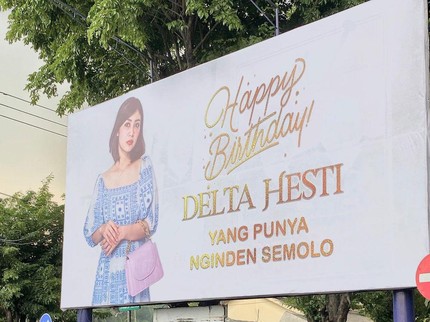 Happy
Birthday!
DELTA HESTI
YANG PUNYA
NGINDEN SEMOLO